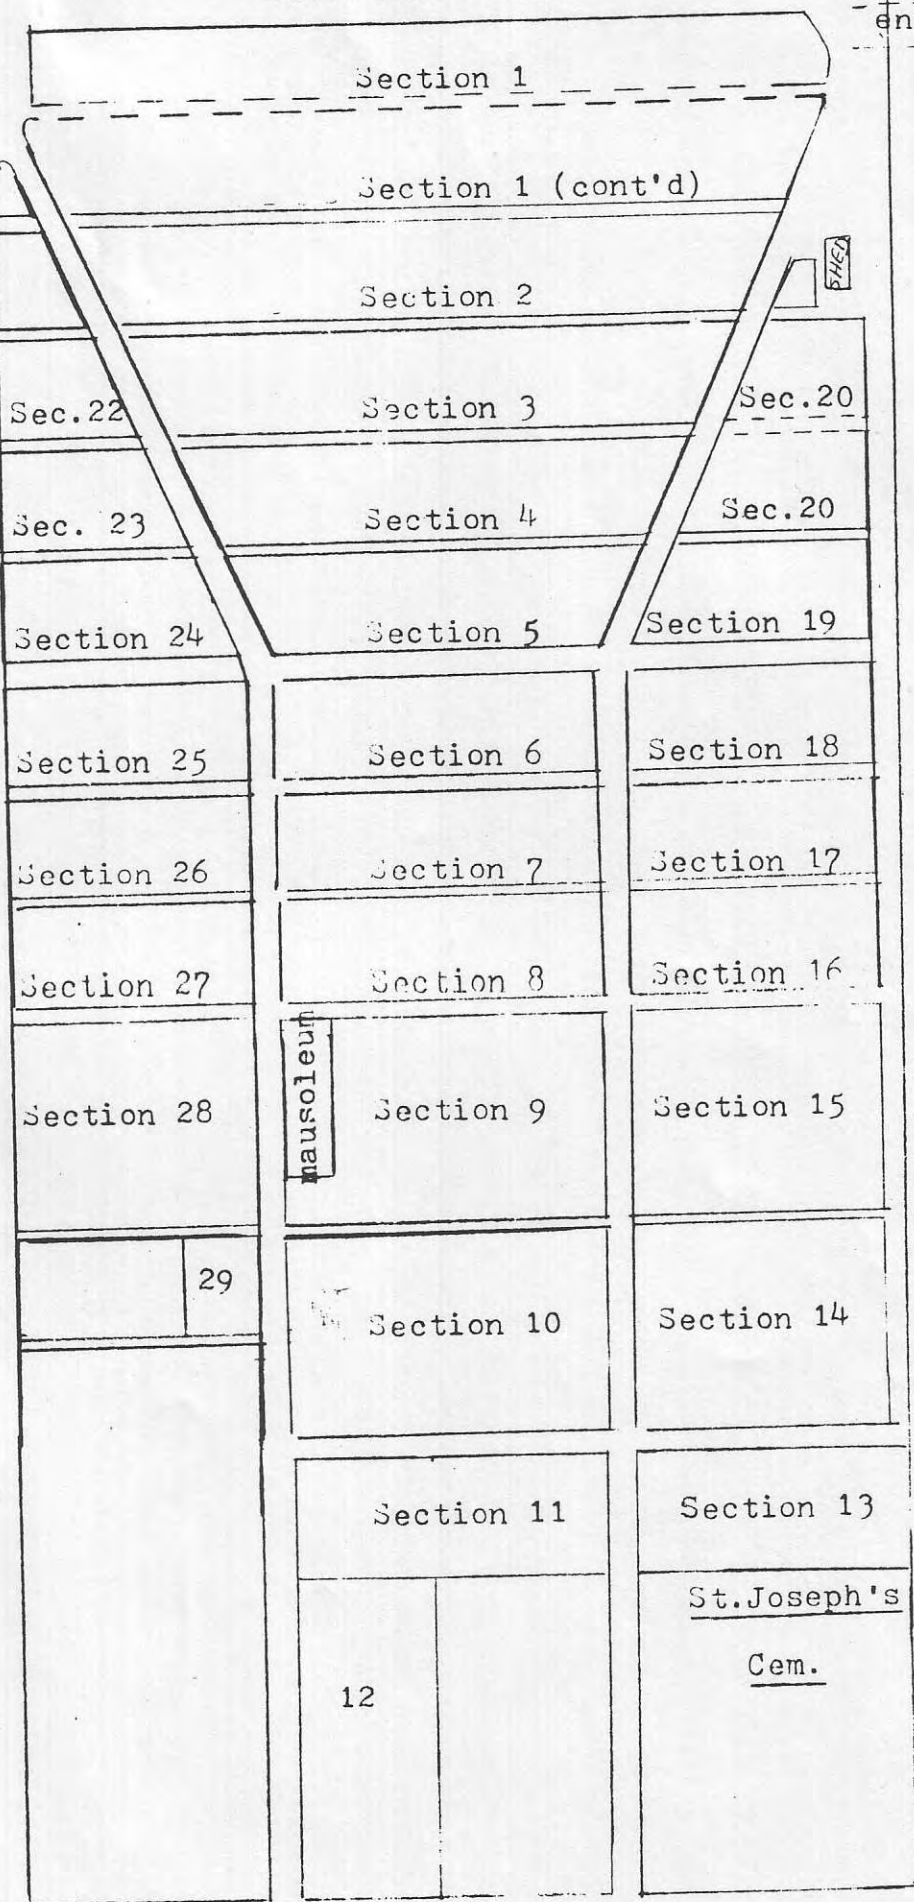 en
Section 1
Section 1 (cont'd)
SHED
Section 2
Sec.22
Section 3
Sec.20
Sec. 23
Section 4
Sec.20
Section 24
Section 5
Section 19
Section 25
Section 6
Section 18
Section 26
Section 7
Section 17
Section 27
Section 8
Section 16
mausoleum
Section 28
Section 9
Section 15
29
Section 10
Section 14
Section 11
Section 13
St.Joseph's
Cem.
12